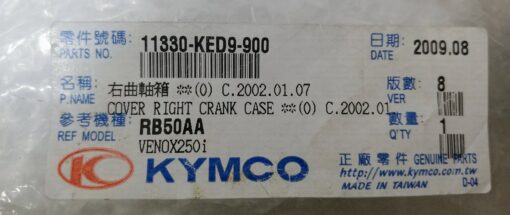 零件號碼: 11330-KED9-900 日期: 2009.08
PARTS NO. DATE
名稱: 右曲軸箱 **(O) C.2002.01.07 版數 8
P.NAME COVER RIGHT CRANK CASE **(O) C.2002.01 VER
參考機種: RB50AA 數量: 1
REF MODEL VENOX250i Q'TY
KYMCO 正廠零件 GENUINE PARTS
http://www.kymco.com.tw
MADE IN TAIWAN D-04